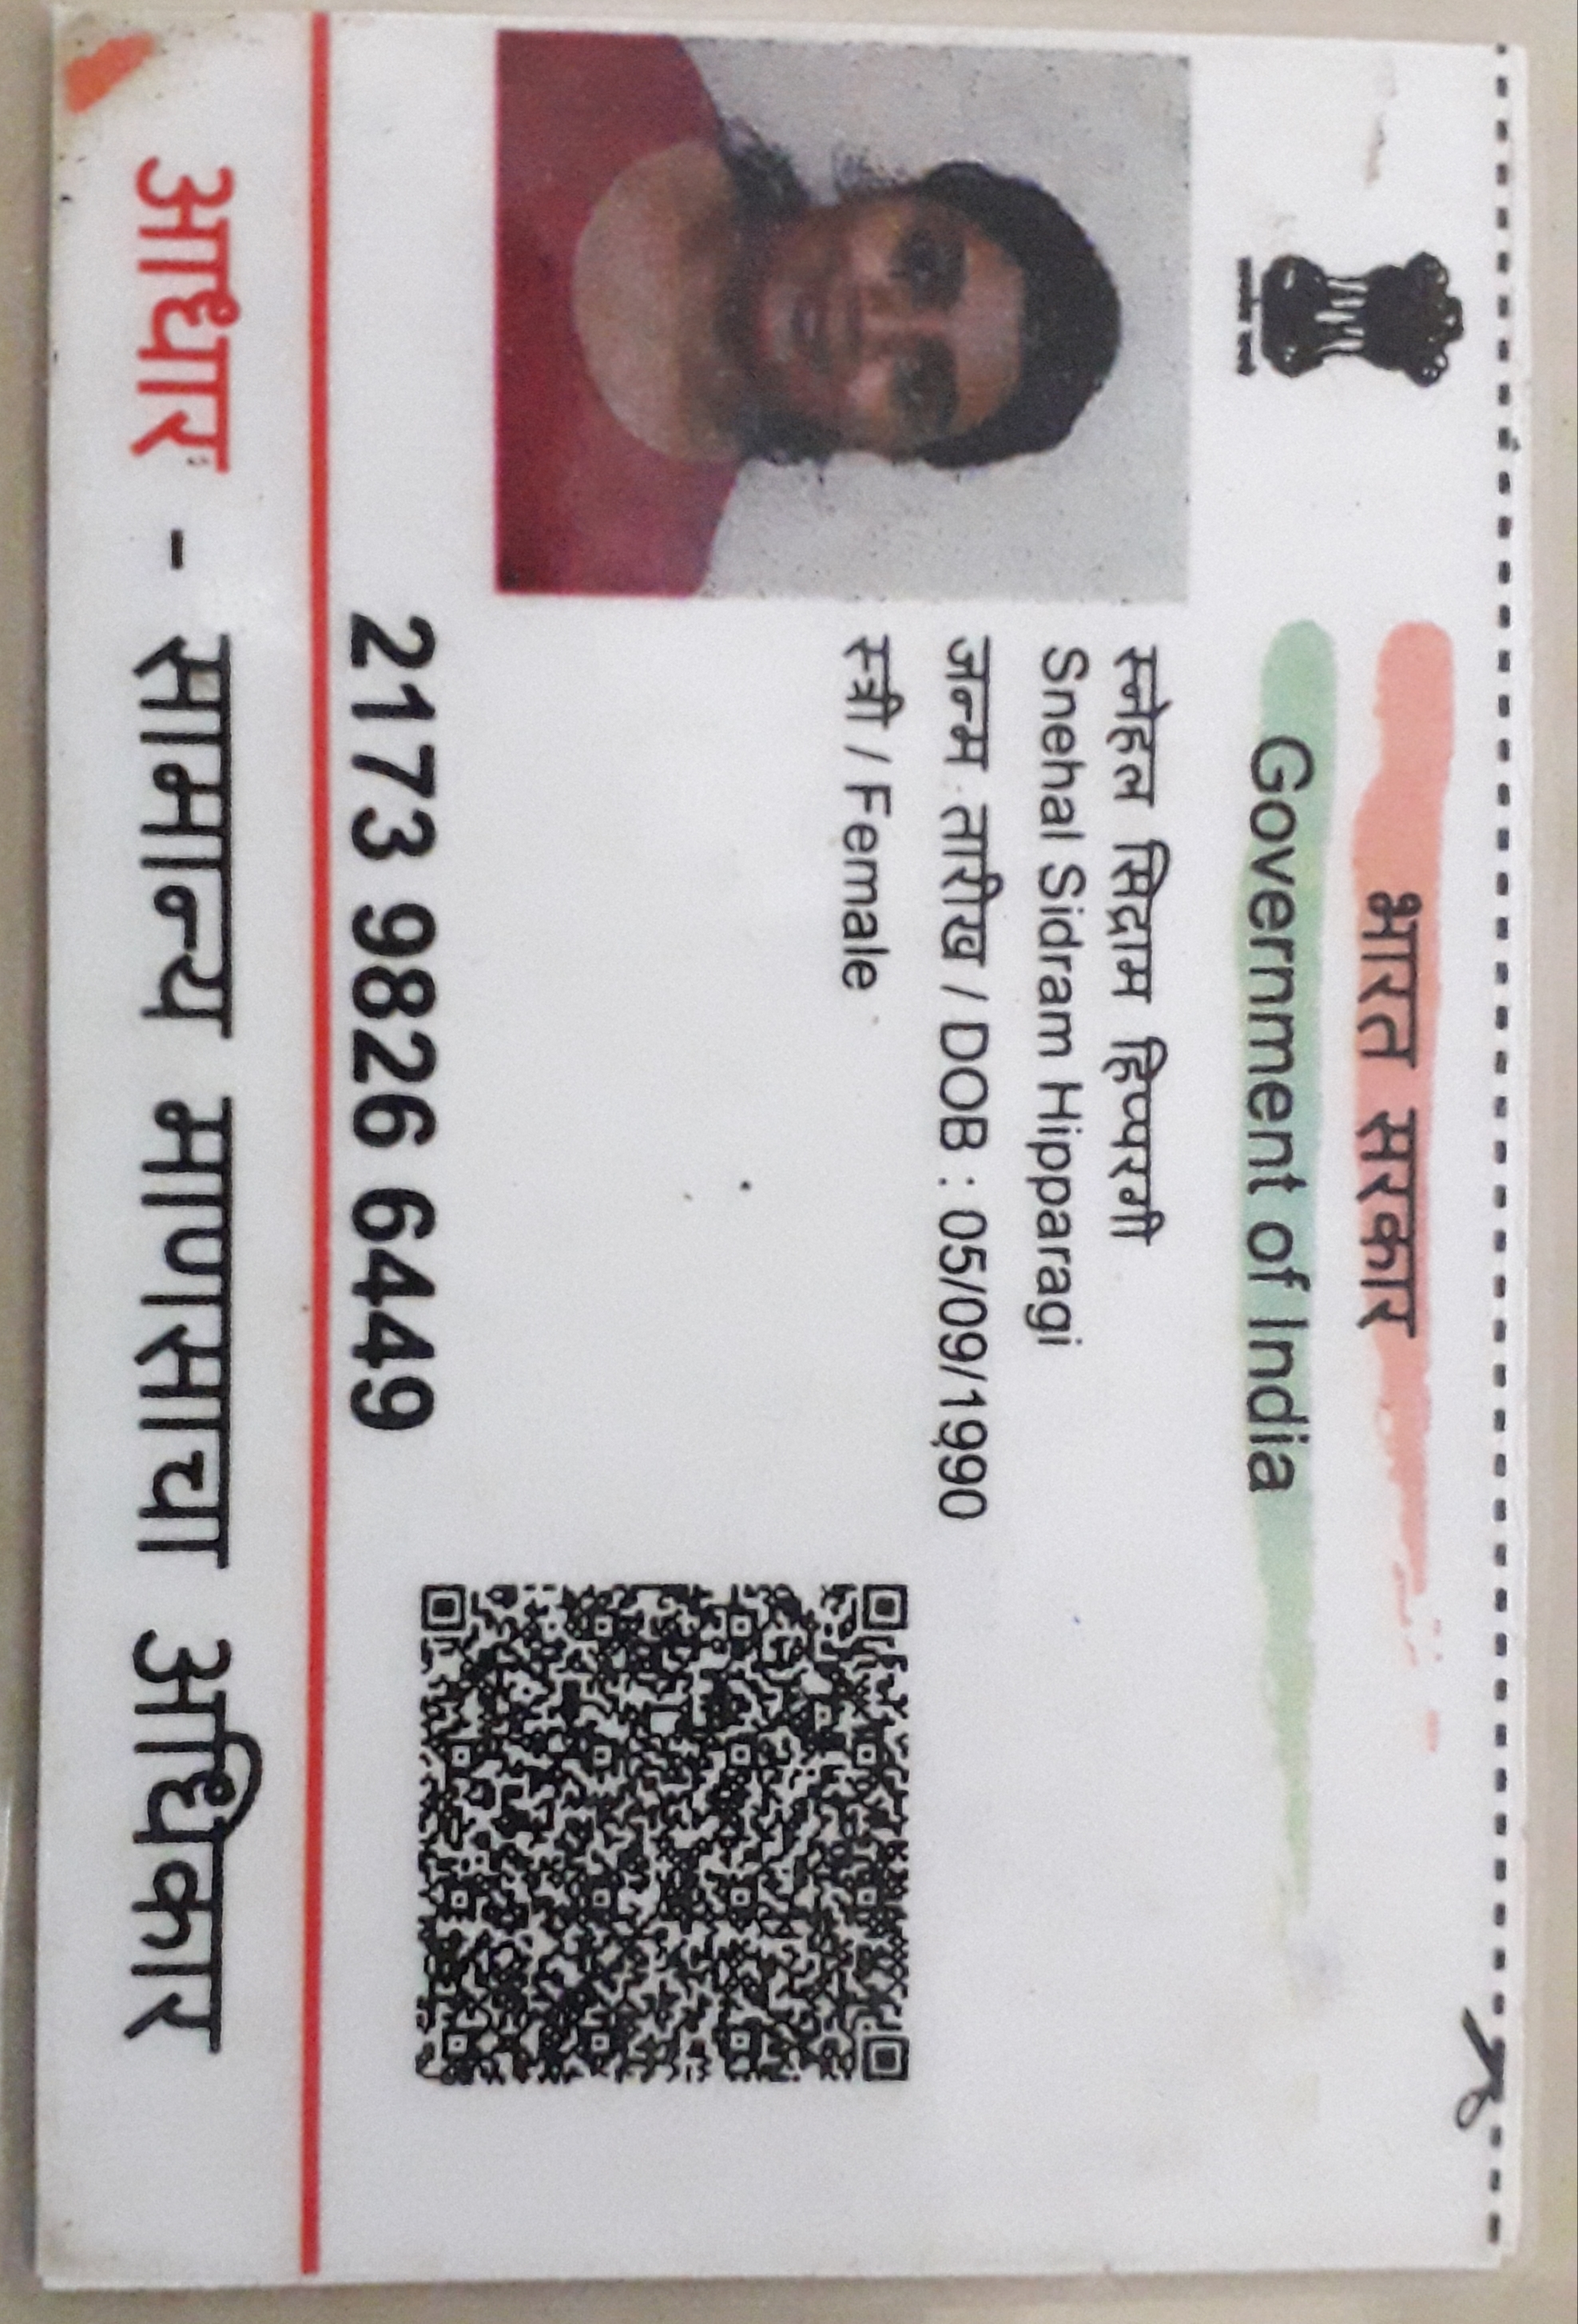 भारत सरकार
Government of India
स्नेहल सिद्राम हिप्परगी
Snehal Sidram Hipparagi
जन्म तारीख / DOB : 05/09/1990
स्त्री / Female
2173 9826 6449
आधार - सामान्य माणसाचा अधिकार